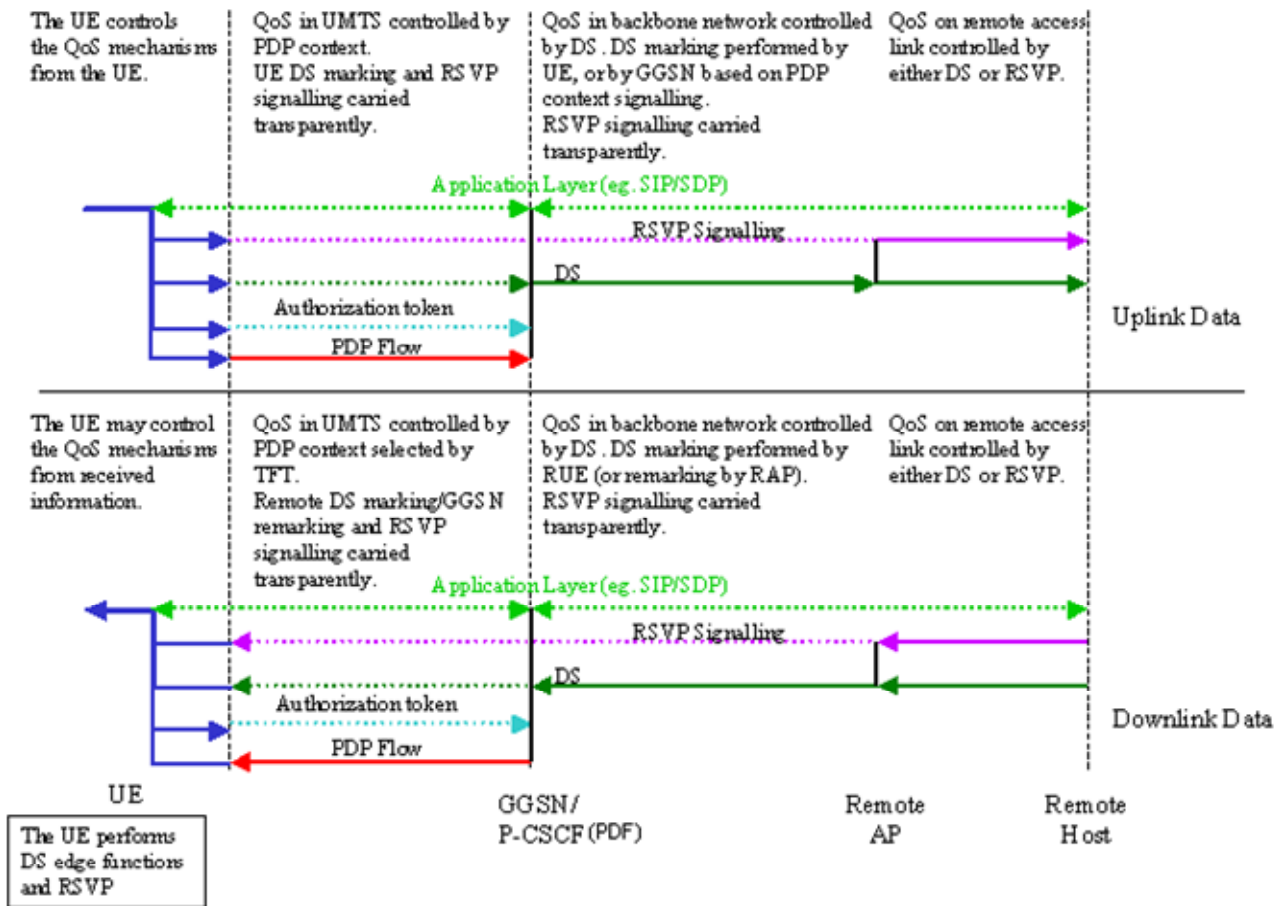 The UE controls
the QoS mechanisms
from the UE.
QoS in UMTS controlled by
PDP context.
UE DS marking and RSVP
signalling carried
transparently.
QoS in backbone network controlled
by DS. DS marking performed by
UE, or by GGSN based on PDP
context signalling.
RSVP signalling carried
transparently.
QoS on remote access
link controlled by
either DS or RSVP.
Application Layer (eg. SIP/SDP)
RSVP Signalling
DS
Authorization token
PDP Flow
Uplink Data
The UE may control
the QoS mechanisms
from received
information.
QoS in UMTS controlled by
PDP context selected by
TFT.
Remote DS marking/GGSN
remarking and RSVP
signalling carried
transparently.
QoS in backbone network controlled
by DS. DS marking performed by
RUE (or remarking by RAP).
RSVP signalling carried
transparently.
QoS on remote access
link controlled by
either DS or RSVP.
Application Layer (eg. SIP/SDP)
RSVP Signalling
DS
Authorization token
PDP Flow
Downlink Data
UE
GGSN/
P-CSCF (PDF)
Remote
AP
Remote
Host
The UE performs
DS edge functions
and RSVP